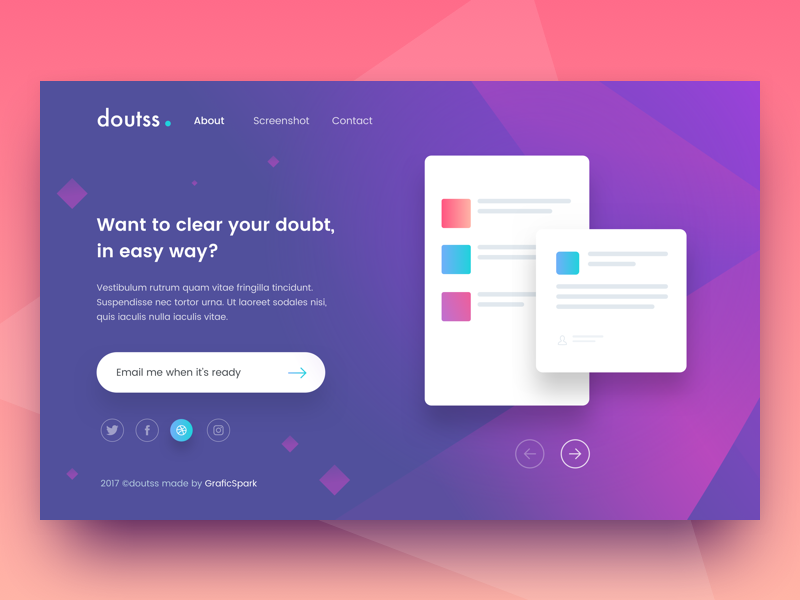 doutss
About Screenshot Contact
Want to clear your doubt,
in easy way?
Vestibulum rutrum quam vitae fringilla tincidunt.
Suspendisse nec tortor urna. Ut laoreet sodales nisi,
quis iaculis nulla iaculis vitae.
Email me when it's ready
2017 ©doutss made by GraficSpark